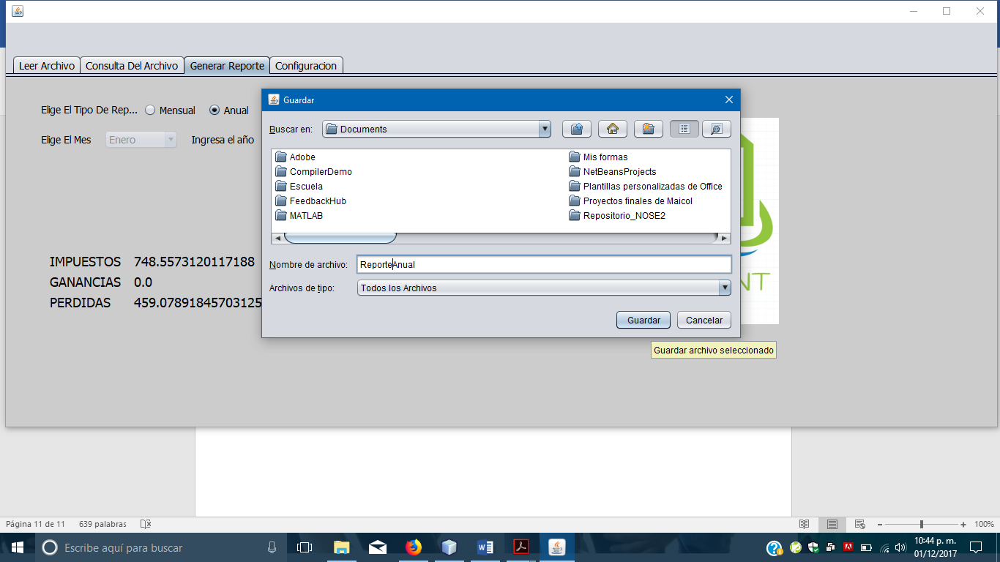 Leer Archivo Consulta Del Archivo Generar Reporte Configuracion
Guardar
Elige El Tipo De Rep... Mensual Anual
Buscar en: Documents
Elige El Mes Enero Ingresa el año
Adobe Mis formas
CompilerDemo NetBeansProjects
Escuela Plantillas personalizadas de Office
FeedbackHub Proyectos finales de Maicol
MATLAB Repositorio_NOSE2
IMPUESTOS 748.5573120117188
GANANCIAS 0.0
PERDIDAS 459.07891845703125
Nombre de archivo: ReporteAnual
Archivos de tipo: Todos los Archivos
NT
Guardar Cancelar
Guardar archivo seleccionado
Página 11 de 11 639 palabras 100%
Escribe aquí para buscar
10:44 p. m.
01/12/2017